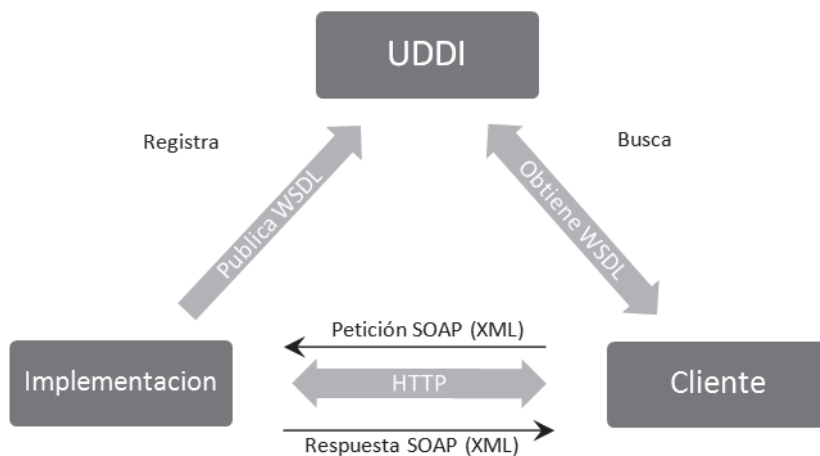 UDDI
Registra
Busca
Publica WSDL
Obtiene WSDL
Petición SOAP (XML)
Implementacion
HTTP
Cliente
Respuesta SOAP (XML)